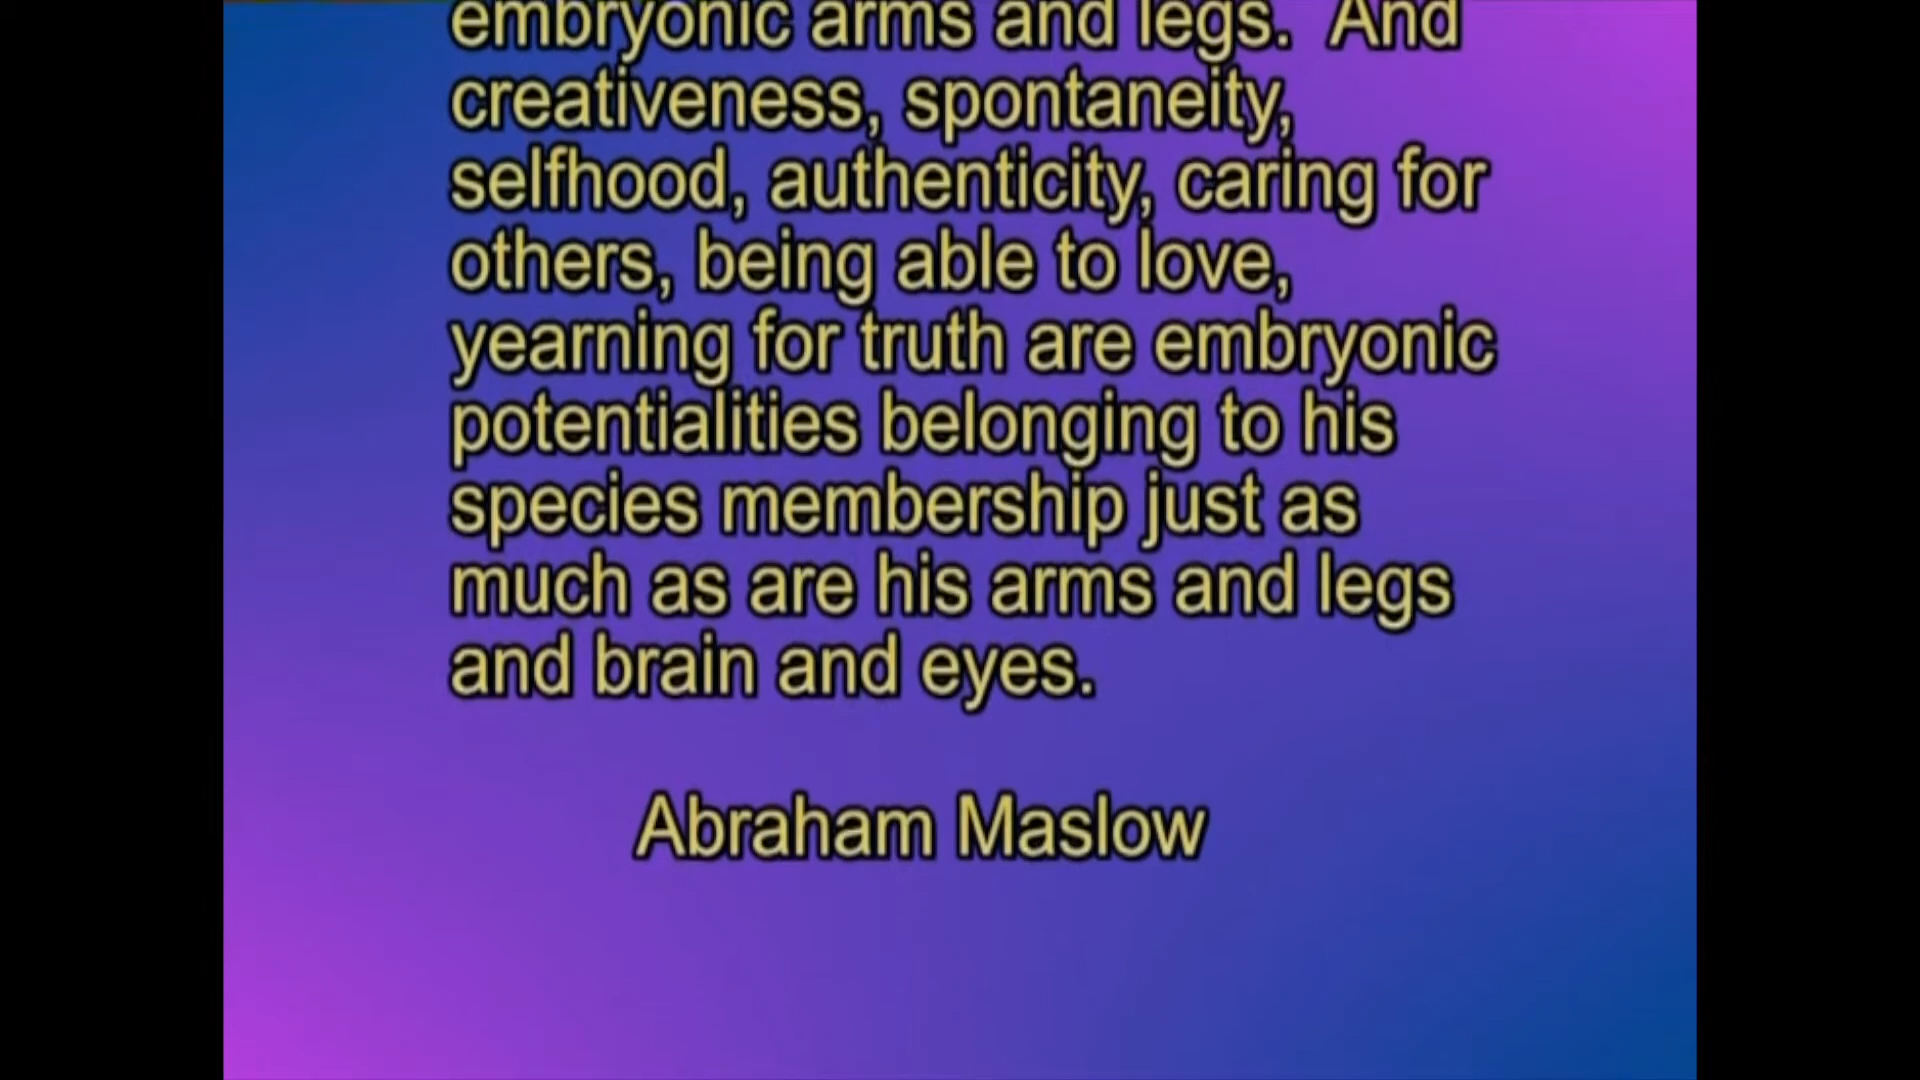 embryonic arms and legs.  And
creativeness, spontaneity,
selfhood, authenticity, caring for
others, being able to love,
yearning for truth are embryonic
potentialities belonging to his
species membership just as
much as are his arms and legs
and brain and eyes.
Abraham Maslow